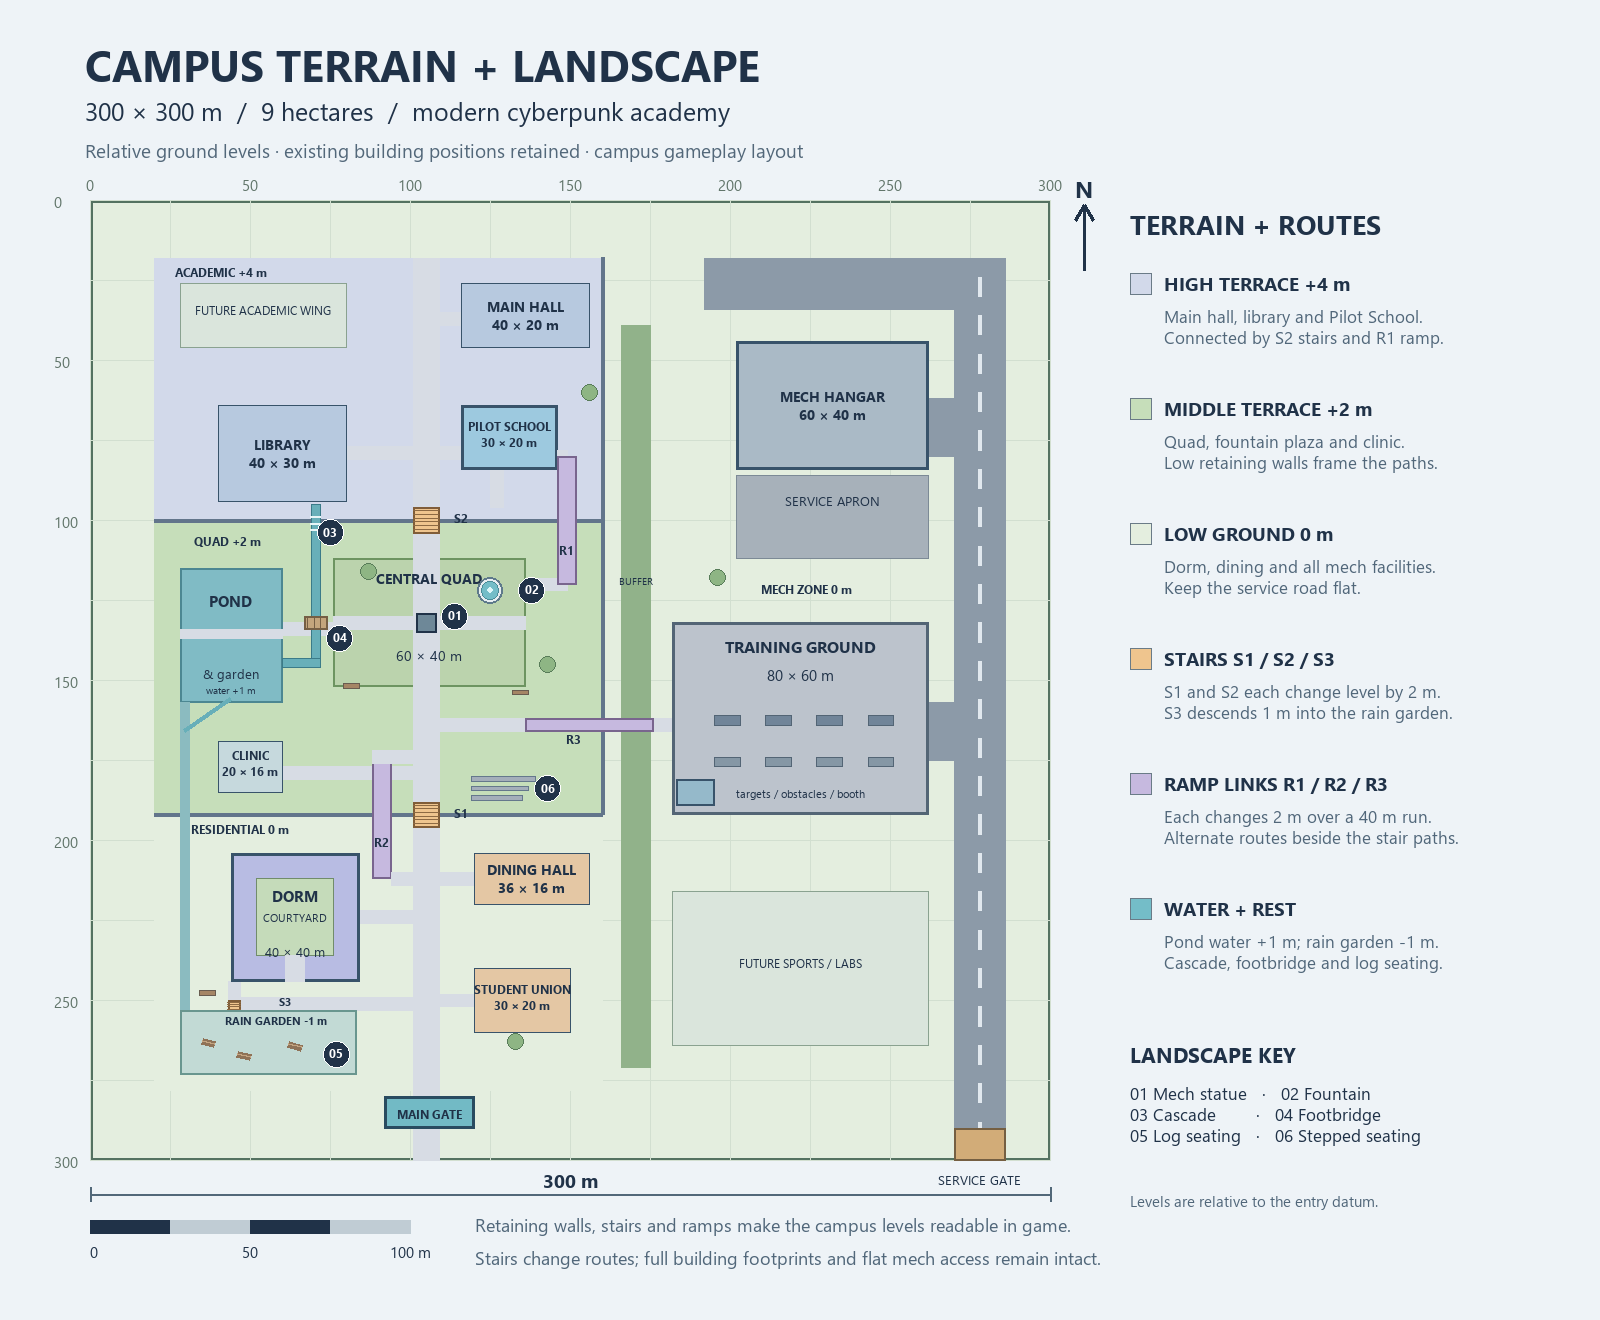 CAMPUS TERRAIN + LANDSCAPE
300 × 300 m / 9 hectares / modern cyberpunk academy
Relative ground levels · existing building positions retained · campus gameplay layout
0 50 100 150 200 250 300
N
0
50
100
150
200
250
300
ACADEMIC +4 m
FUTURE ACADEMIC WING
MAIN HALL
40 × 20 m
LIBRARY
40 × 30 m
PILOT SCHOOL
30 × 20 m
MECH HANGAR
60 × 40 m
SERVICE APRON
S2
03
QUAD +2 m
R1
CENTRAL QUAD
02
BUFFER
MECH ZONE 0 m
POND
01
04
60 × 40 m
& garden
water +1 m
TRAINING GROUND
80 × 60 m
R3
CLINIC
20 × 16 m
06
targets / obstacles / booth
S1
RESIDENTIAL 0 m
R2
DORM
COURTYARD
40 × 40 m
DINING HALL
36 × 16 m
STUDENT UNION
30 × 20 m
FUTURE SPORTS / LABS
S3
RAIN GARDEN -1 m
05
MAIN GATE
SERVICE GATE
300 m
0 50 100 m
Retaining walls, stairs and ramps make the campus levels readable in game.
Stairs change routes; full building footprints and flat mech access remain intact.
TERRAIN + ROUTES
HIGH TERRACE +4 m
Main hall, library and Pilot School.
Connected by S2 stairs and R1 ramp.
MIDDLE TERRACE +2 m
Quad, fountain plaza and clinic.
Low retaining walls frame the paths.
LOW GROUND 0 m
Dorm, dining and all mech facilities.
Keep the service road flat.
STAIRS S1 / S2 / S3
S1 and S2 each change level by 2 m.
S3 descends 1 m into the rain garden.
RAMP LINKS R1 / R2 / R3
Each changes 2 m over a 40 m run.
Alternate routes beside the stair paths.
WATER + REST
Pond water +1 m; rain garden -1 m.
Cascade, footbridge and log seating.
LANDSCAPE KEY
01 Mech statue · 02 Fountain
03 Cascade · 04 Footbridge
05 Log seating · 06 Stepped seating
Levels are relative to the entry datum.